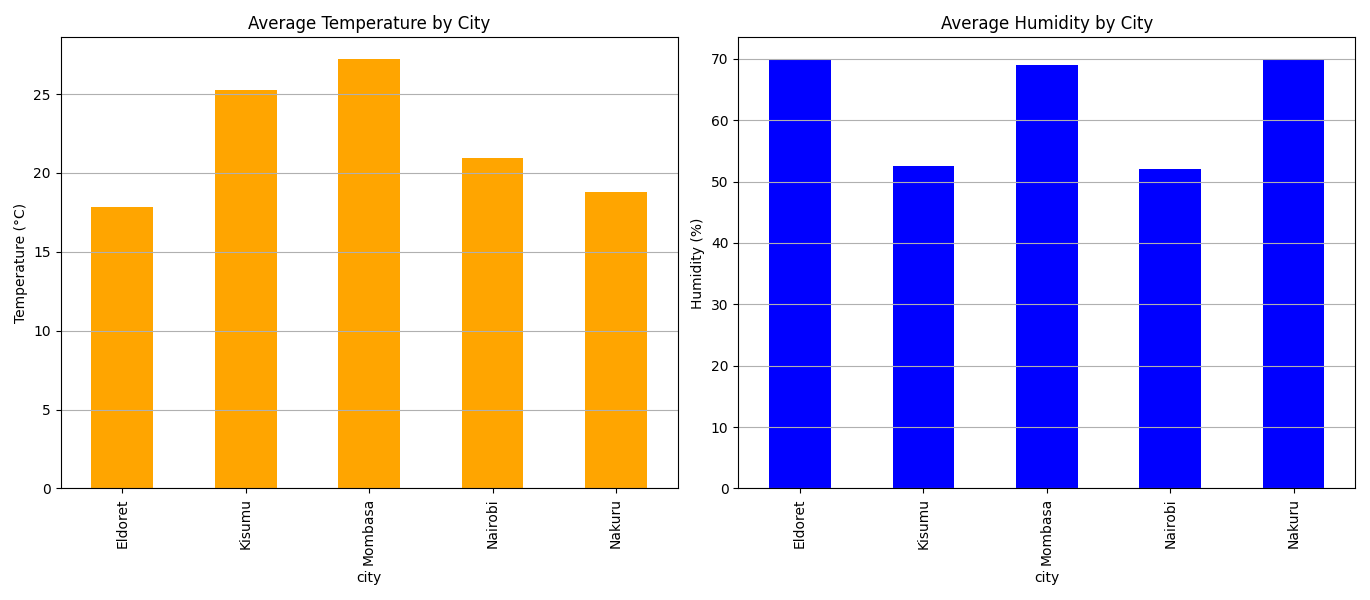 Average Temperature by City
Temperature (°C)
25
20
15
10
5
0
Eldoret
Kisumu
Mombasa
Nairobi
Nakuru
city
Average Humidity by City
Humidity (%)
70
60
50
40
30
20
10
0
Eldoret
Kisumu
Mombasa
Nairobi
Nakuru
city